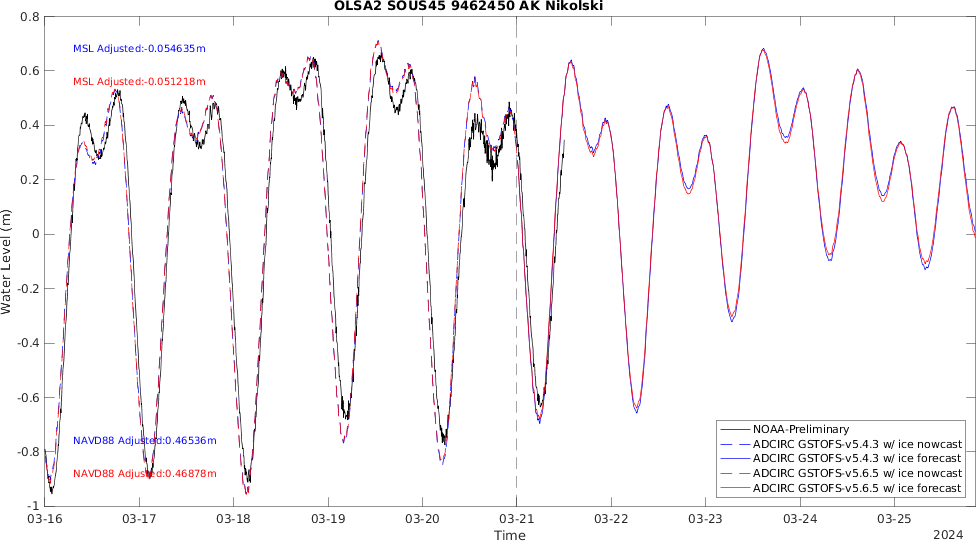 OLSA2 SOUS45 9462450 AK Nikolski
0.8
0.6
0.4
0.2
0
-0.2
-0.4
-0.6
-0.8
-1
Water Level (m)
MSL Adjusted:-0.054635m
MSL Adjusted:-0.051218m
NAVD88 Adjusted:0.46536m
NAVD88 Adjusted:0.46878m
NOAA-Preliminary
ADCIRC GSTOFS-v5.4.3 w/ ice nowcast
ADCIRC GSTOFS-v5.4.3 w/ ice forecast
ADCIRC GSTOFS-v5.6.5 w/ ice nowcast
ADCIRC GSTOFS-v5.6.5 w/ ice forecast
03-16 03-17 03-18 03-19 03-20 03-21 03-22 03-23 03-24 03-25
Time
2024